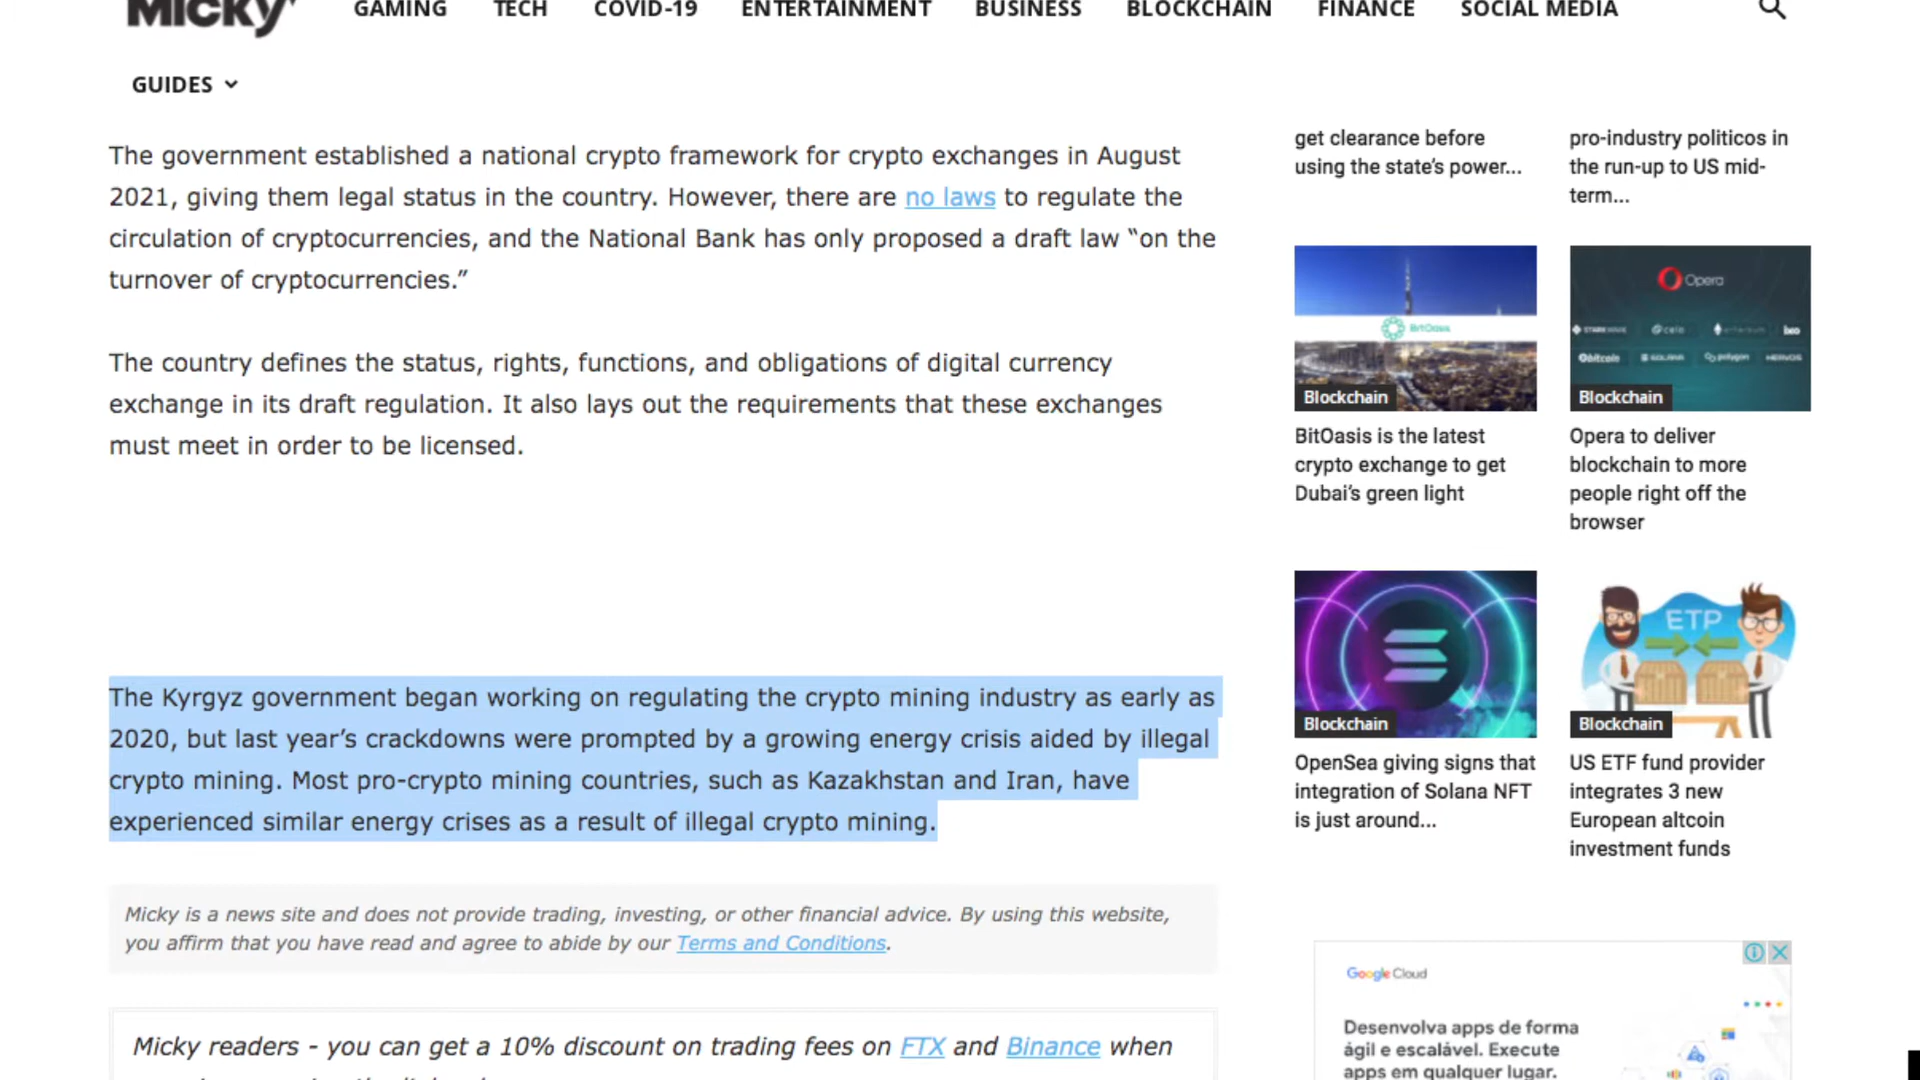 Micky
GAMING TECH COVID-19 ENTERTAINMENT BUSINESS BLOCKCHAIN FINANCE SOCIAL MEDIA
GUIDES
The government established a national crypto framework for crypto exchanges in August
2021, giving them legal status in the country. However, there are no laws to regulate the
circulation of cryptocurrencies, and the National Bank has only proposed a draft law “on the
turnover of cryptocurrencies.”
The country defines the status, rights, functions, and obligations of digital currency
exchange in its draft regulation. It also lays out the requirements that these exchanges
must meet in order to be licensed.
The Kyrgyz government began working on regulating the crypto mining industry as early as
2020, but last year’s crackdowns were prompted by a growing energy crisis aided by illegal
crypto mining. Most pro-crypto mining countries, such as Kazakhstan and Iran, have
experienced similar energy crises as a result of illegal crypto mining.
Micky is a news site and does not provide trading, investing, or other financial advice. By using this website,
you affirm that you have read and agree to abide by our Terms and Conditions.
Micky readers - you can get a 10% discount on trading fees on FTX and Binance when
get clearance before
using the state’s power...
pro-industry politicos in
the run-up to US mid-
term...
BitOasis
Blockchain
BitOasis is the latest
crypto exchange to get
Dubai’s green light
Opera
STARKWARE celo ethereum ixo
bitcoin SOLANA polygon NERVOS
Blockchain
Opera to deliver
blockchain to more
people right off the
browser
Blockchain
OpenSea giving signs that
integration of Solana NFT
is just around...
ETP
Blockchain
US ETF fund provider
integrates 3 new
European altcoin
investment funds
Google Cloud
Desenvolva apps de forma
ágil e escalável. Execute
apps em qualquer lugar.